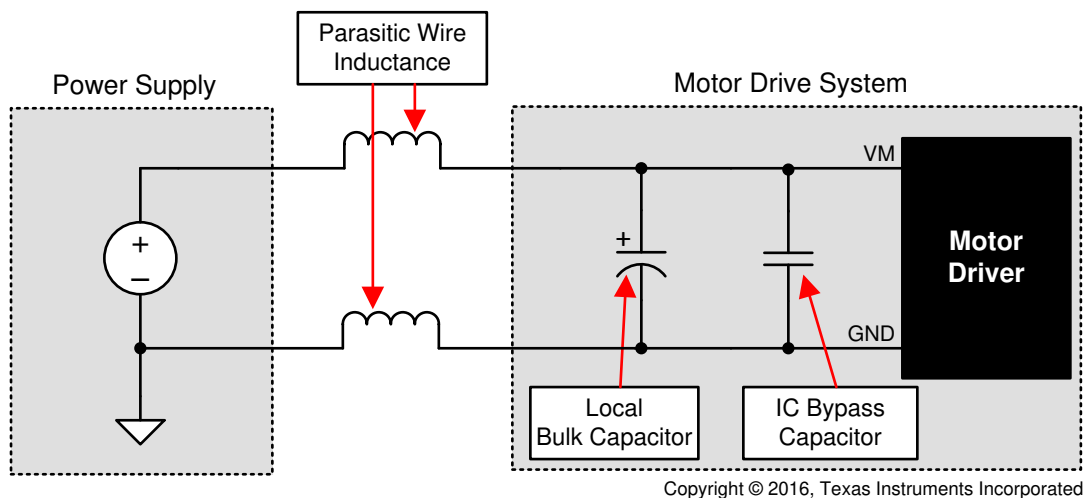 Parasitic Wire
Inductance
Power Supply
Motor Drive System
VM
+
–
+
Motor
Driver
GND
Local
Bulk Capacitor
IC Bypass
Capacitor
Copyright © 2016, Texas Instruments Incorporated